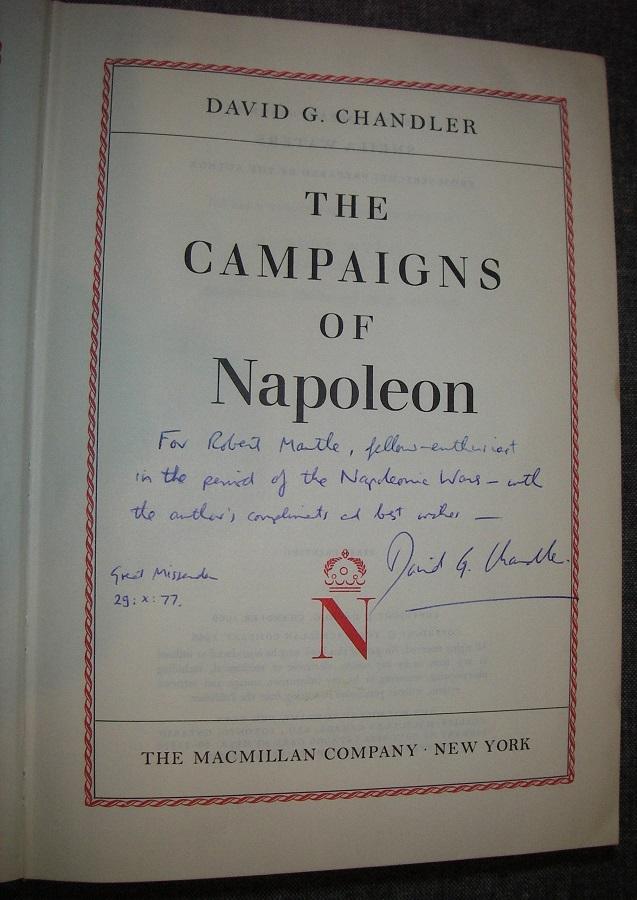 DAVID G. CHANDLER
THE
CAMPAIGNS
OF
Napoleon
For Robert Mantle, fellow-enthusiast
in the period of the Napoleonic Wars – with
the author's compliments ad best wishes —
David G. Chandler.
Great Missenden
29: X: 77.
N
THE MACMILLAN COMPANY · NEW YORK